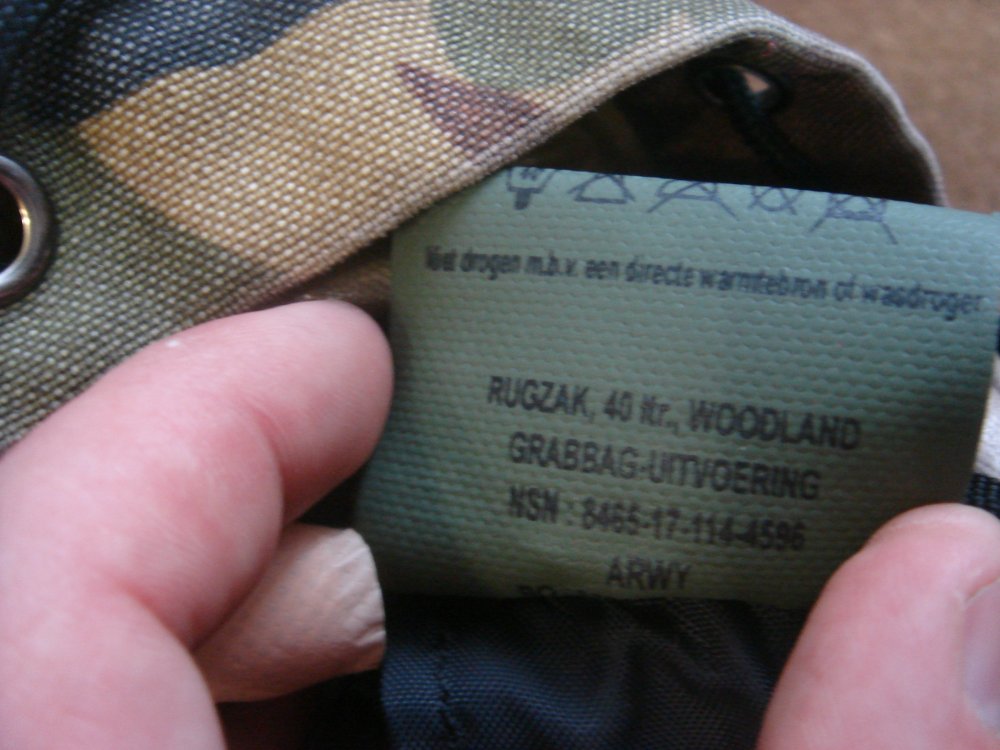 Niet drogen m.b.v. een directe warmtebron of wasdroger
RUGZAK, 40 ltr., WOODLAND
GRABBAG-UITVOERING
NSN : 8465-17-114-4596
ARWY